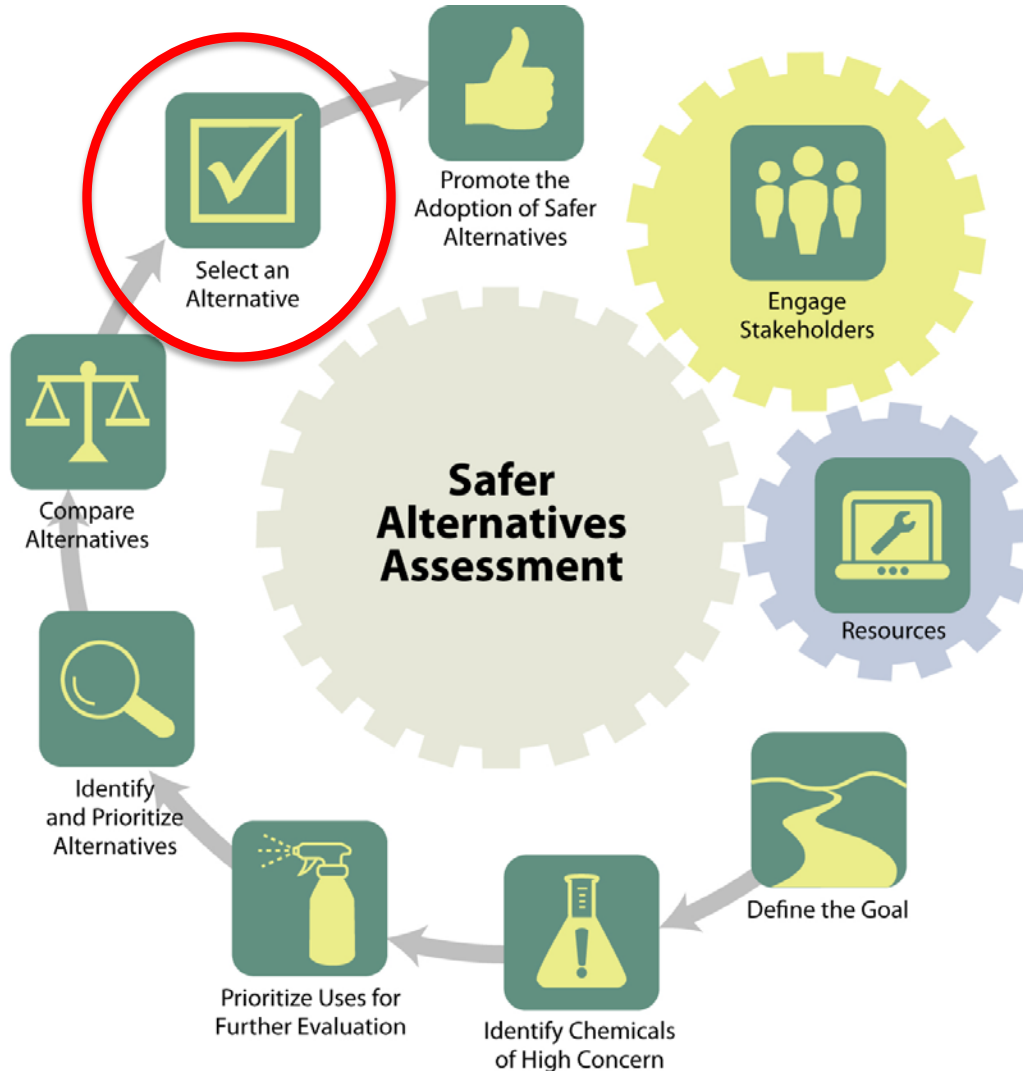 Promote the
Adoption of Safer
Alternatives
Select an
Alternative
Engage
Stakeholders
Compare
Alternatives
Safer
Alternatives
Assessment
Resources
Identify
and Prioritize
Alternatives
Define the Goal
Prioritize Uses for
Further Evaluation
Identify Chemicals
of High Concern